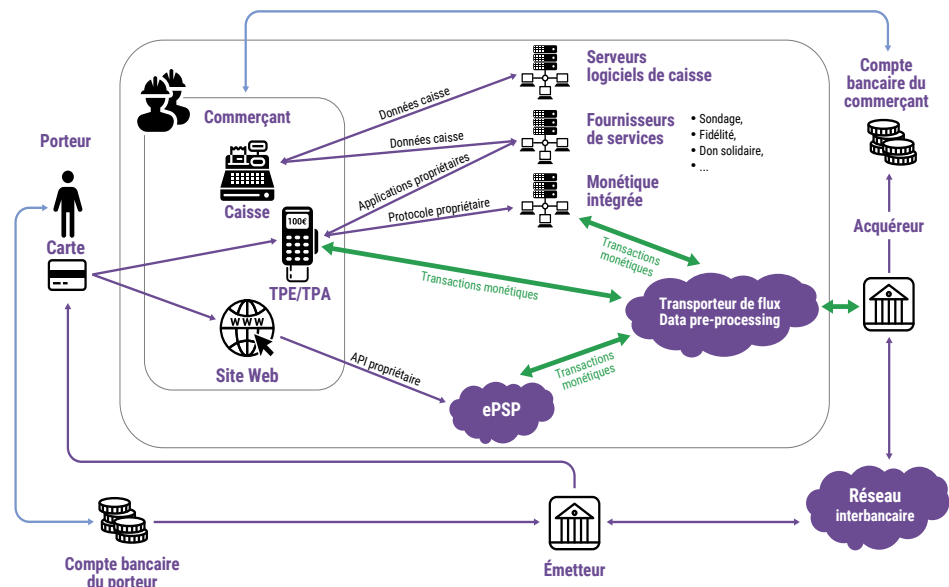 Serveurs
logiciels de caisse
Compte
bancaire du
commerçant
Commerçant
Données caisse
Fournisseurs
de services
• Sondage,
• Fidélité,
• Don solidaire,
• ...
Porteur
Données caisse
Applications propriétaires
Monétique
intégrée
Caisse
Protocole propriétaire
100€
Carte
Acquéreur
Transactions
monétiques
TPE/TPA
Transactions monétiques
Transporteur de flux
Data pre-processing
WWW
Site Web
API propriétaire
Transactions
monétiques
ePSP
Réseau
interbancaire
Compte bancaire
du porteur
Émetteur